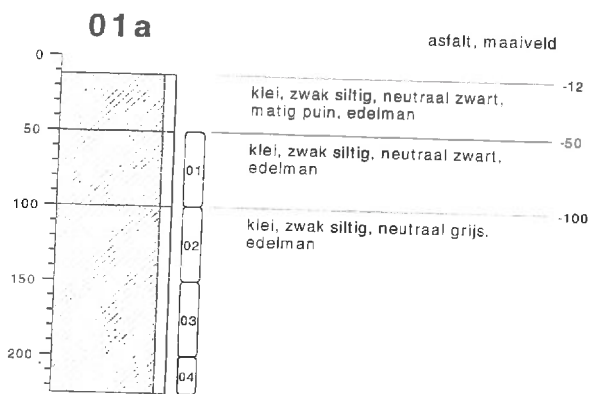 01a
asfalt, maaiveld
0
-12
klei, zwak siltig, neutraal zwart,
matig puin, edelman
50
-50
klei, zwak siltig, neutraal zwart,
edelman
01
100
-100
klei, zwak siltig, neutraal grijs,
edelman
02
150
03
200
04